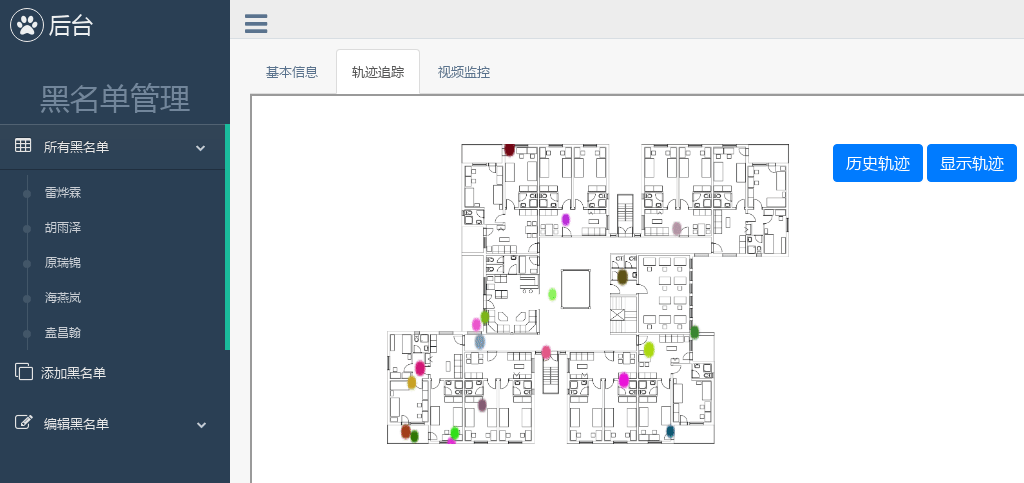 后台
黑名单管理
所有黑名单
雷烨霖
胡雨泽
原瑞锦
海燕岚
盍昌翰
添加黑名单
编辑黑名单
基本信息 轨迹追踪 视频监控
历史轨迹 显示轨迹